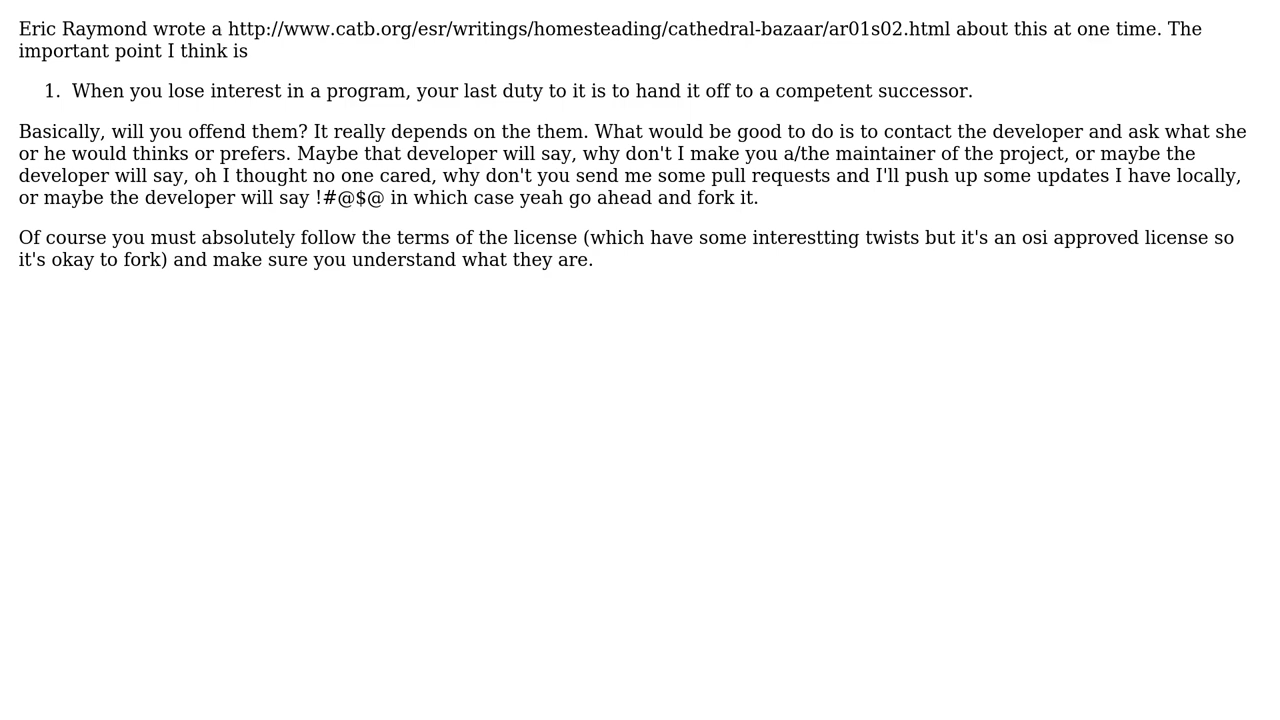 Eric Raymond wrote a http://www.catb.org/esr/writings/homesteading/cathedral-bazaar/ar01s02.html about this at one time. The
important point I think is
1. When you lose interest in a program, your last duty to it is to hand it off to a competent successor.
Basically, will you offend them? It really depends on the them. What would be good to do is to contact the developer and ask what she
or he would thinks or prefers. Maybe that developer will say, why don't I make you a/the maintainer of the project, or maybe the
developer will say, oh I thought no one cared, why don't you send me some pull requests and I'll push up some updates I have locally,
or maybe the developer will say !#@$@ in which case yeah go ahead and fork it.
Of course you must absolutely follow the terms of the license (which have some interestting twists but it's an osi approved license so
it's okay to fork) and make sure you understand what they are.